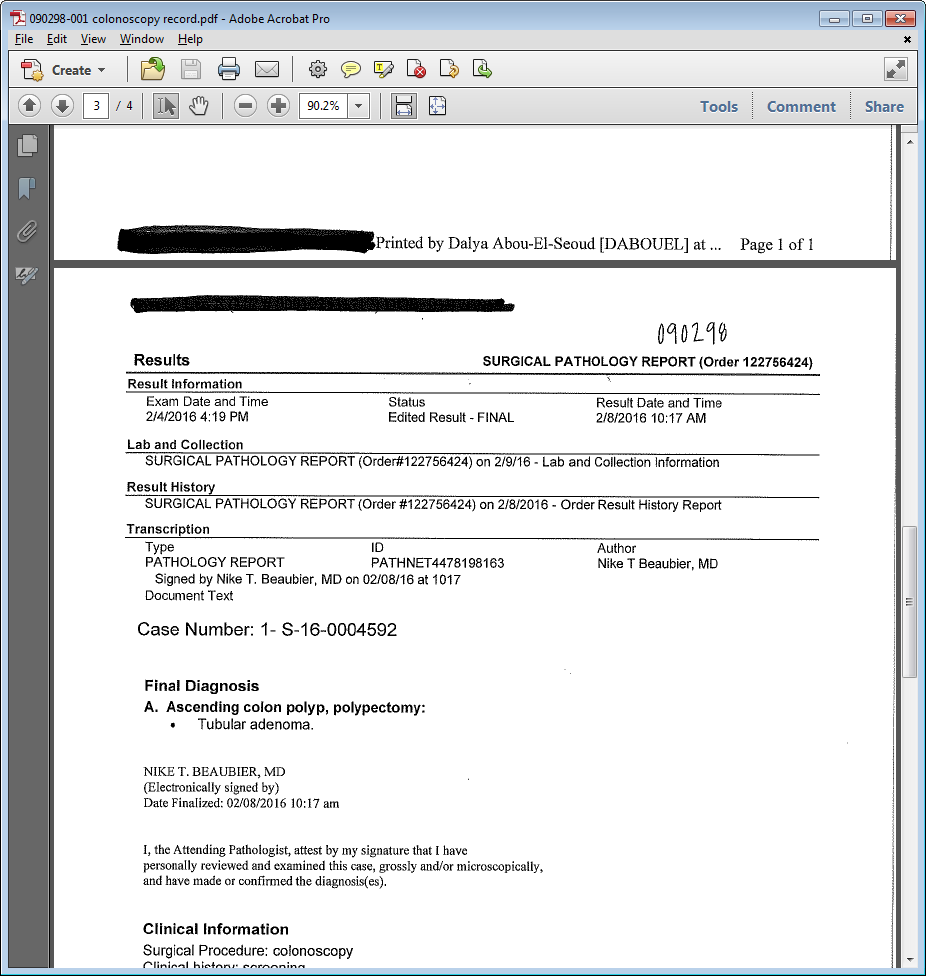 090298-001 colonoscopy record.pdf - Adobe Acrobat Pro
File Edit View Window Help
Create
3 / 4 90.2% Tools Comment Share
Printed by Dalya Abou-El-Seoud [DABOUEL] at ... Page 1 of 1
090298
Results SURGICAL PATHOLOGY REPORT (Order 122756424)
Result Information
Exam Date and Time Status Result Date and Time
2/4/2016 4:19 PM Edited Result - FINAL 2/8/2016 10:17 AM
Lab and Collection
SURGICAL PATHOLOGY REPORT (Order#122756424) on 2/9/16 - Lab and Collection Information
Result History
SURGICAL PATHOLOGY REPORT (Order #122756424) on 2/8/2016 - Order Result History Report
Transcription
Type ID Author
PATHOLOGY REPORT PATHNET4478198163 Nike T Beaubier, MD
Signed by Nike T. Beaubier, MD on 02/08/16 at 1017
Document Text
Case Number: 1- S-16-0004592
Final Diagnosis
A. Ascending colon polyp, polypectomy:
• Tubular adenoma.
NIKE T. BEAUBIER, MD
(Electronically signed by)
Date Finalized: 02/08/2016 10:17 am
I, the Attending Pathologist, attest by my signature that I have
personally reviewed and examined this case, grossly and/or microscopically,
and have made or confirmed the diagnosis(es).
Clinical Information
Surgical Procedure: colonoscopy
Clinical history: screening